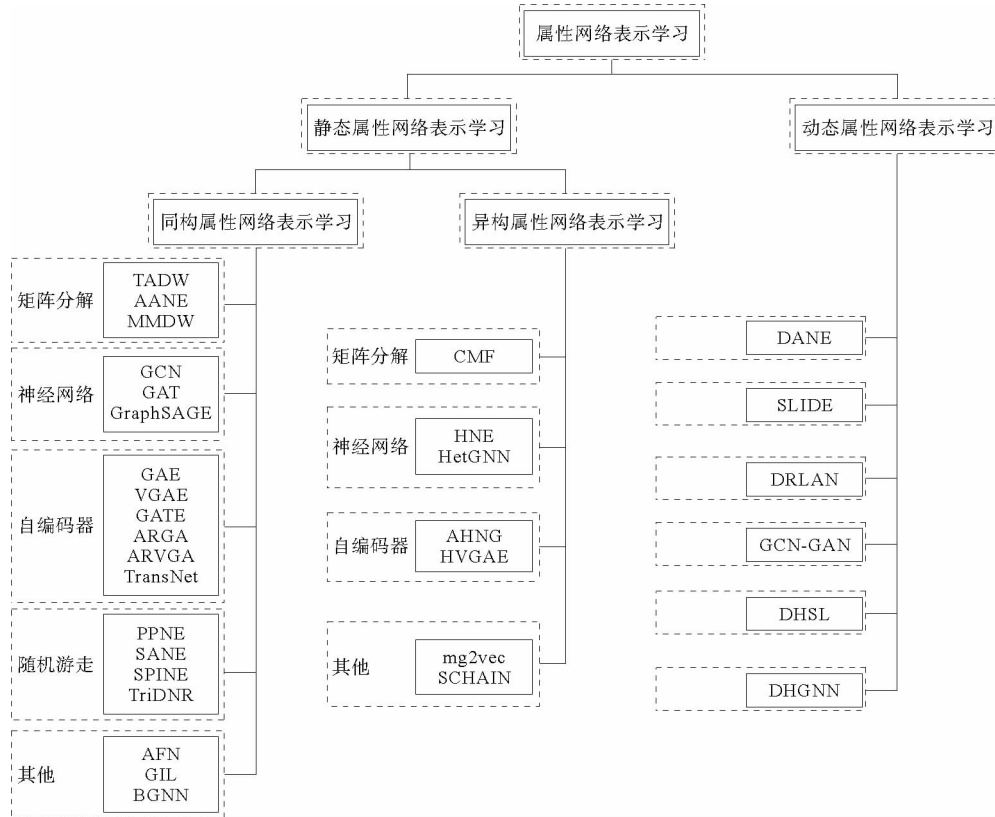 属性网络表示学习
静态属性网络表示学习
动态属性网络表示学习
同构属性网络表示学习
异构属性网络表示学习
矩阵分解
TADW
AANE
MMDW
神经网络
GCN
GAT
GraphSAGE
自编码器
GAE
VGAE
GATE
ARGA
ARVGA
TransNet
随机游走
PPNE
SANE
SPINE
TriDNR
其他
AFN
GIL
BGNN
矩阵分解
CMF
神经网络
HNE
HetGNN
自编码器
AHNG
HVGAE
其他
mg2vec
SCHAIN
DANE
SLIDE
DRLAN
GCN-GAN
DHSL
DHGNN